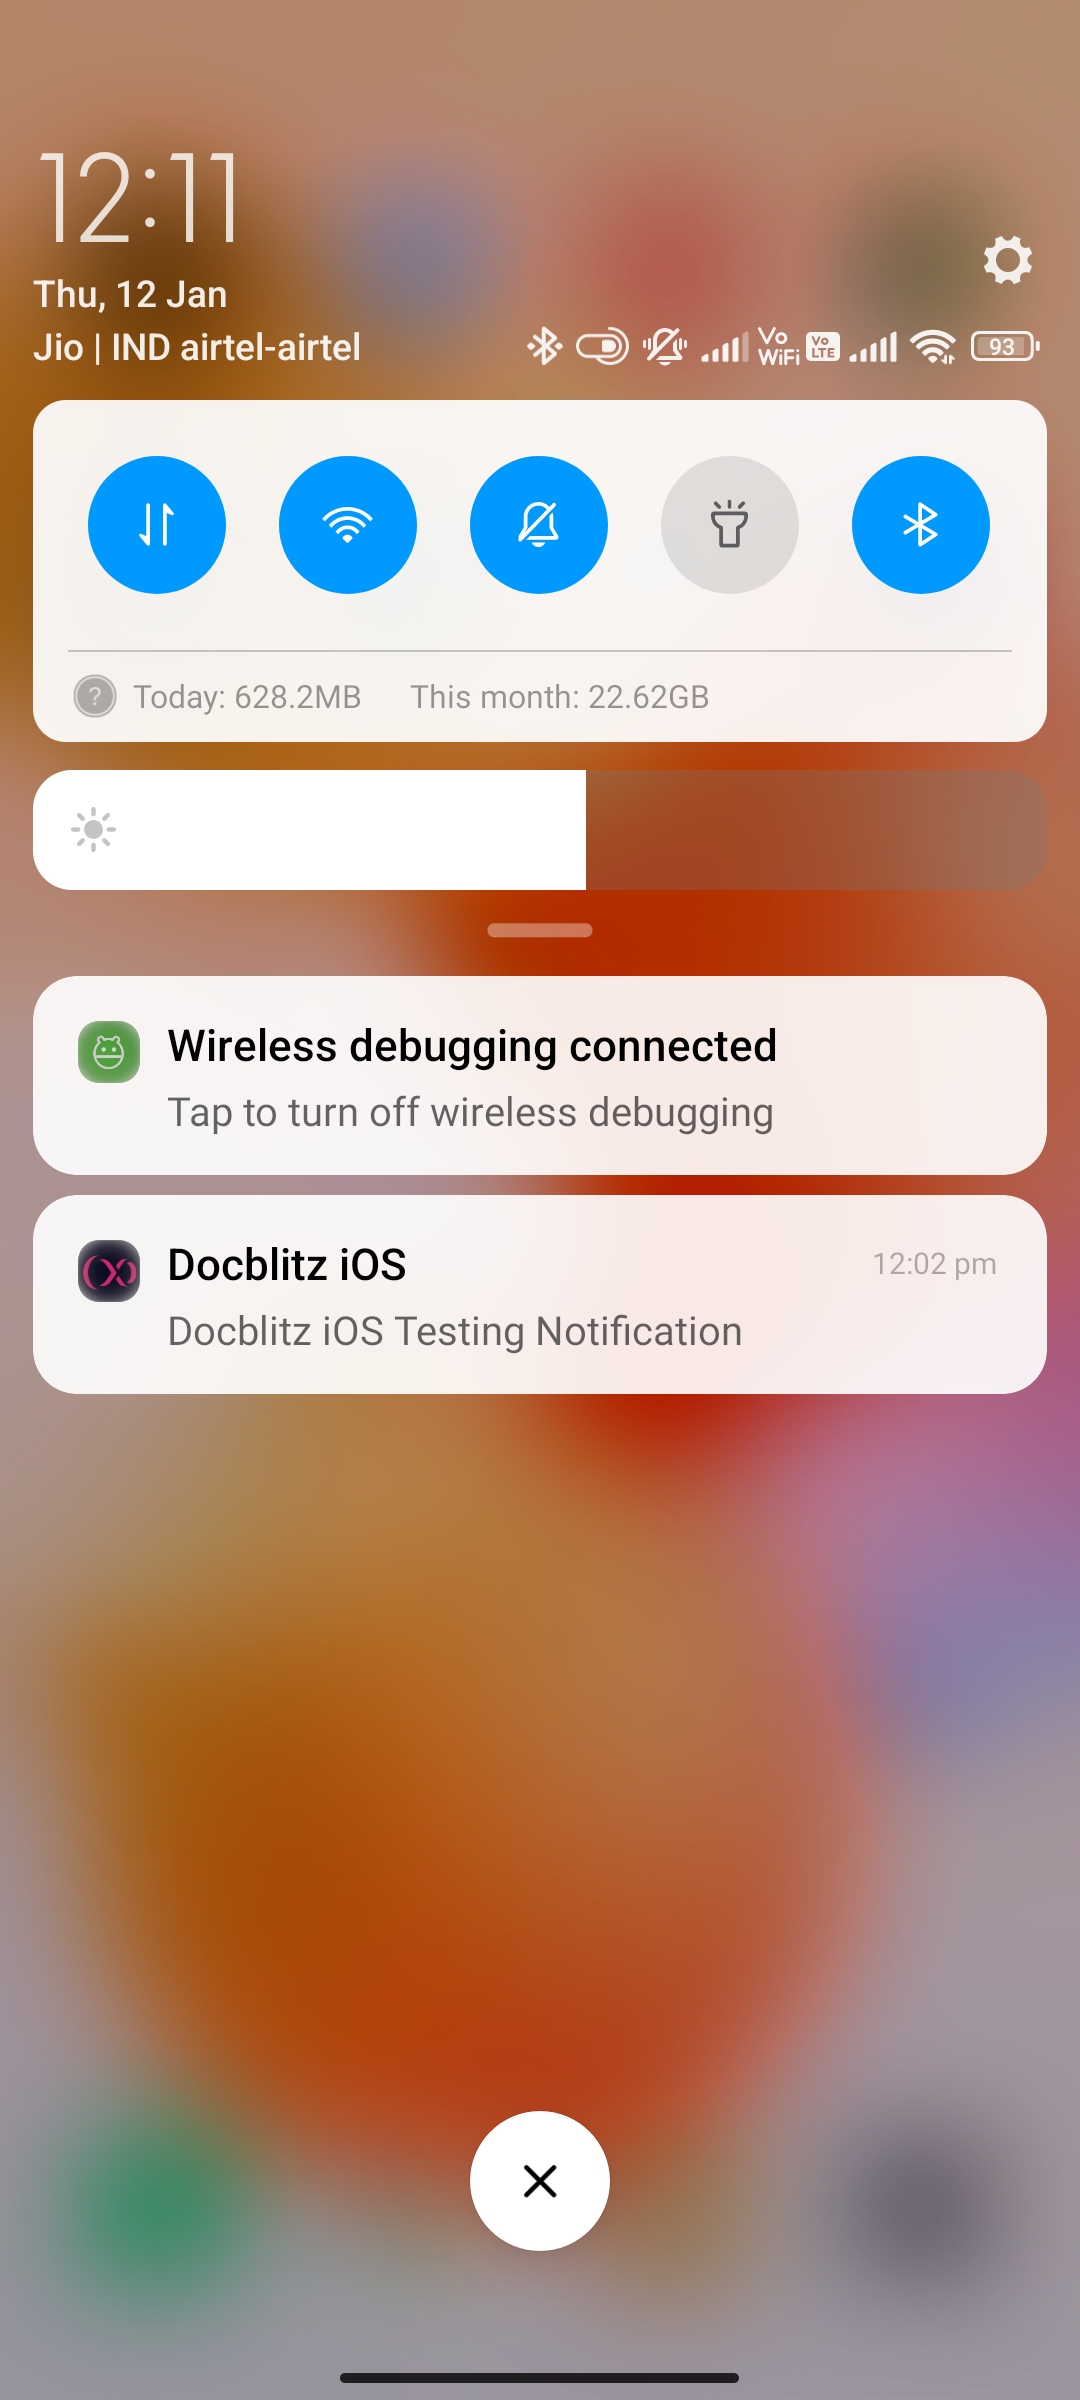 12:11
Thu, 12 Jan
Jio | IND airtel-airtel
Vo WiFi
Vo LTE
93
? Today: 628.2MB This month: 22.62GB
Wireless debugging connected
Tap to turn off wireless debugging
Docblitz iOS 12:02 pm
Docblitz iOS Testing Notification